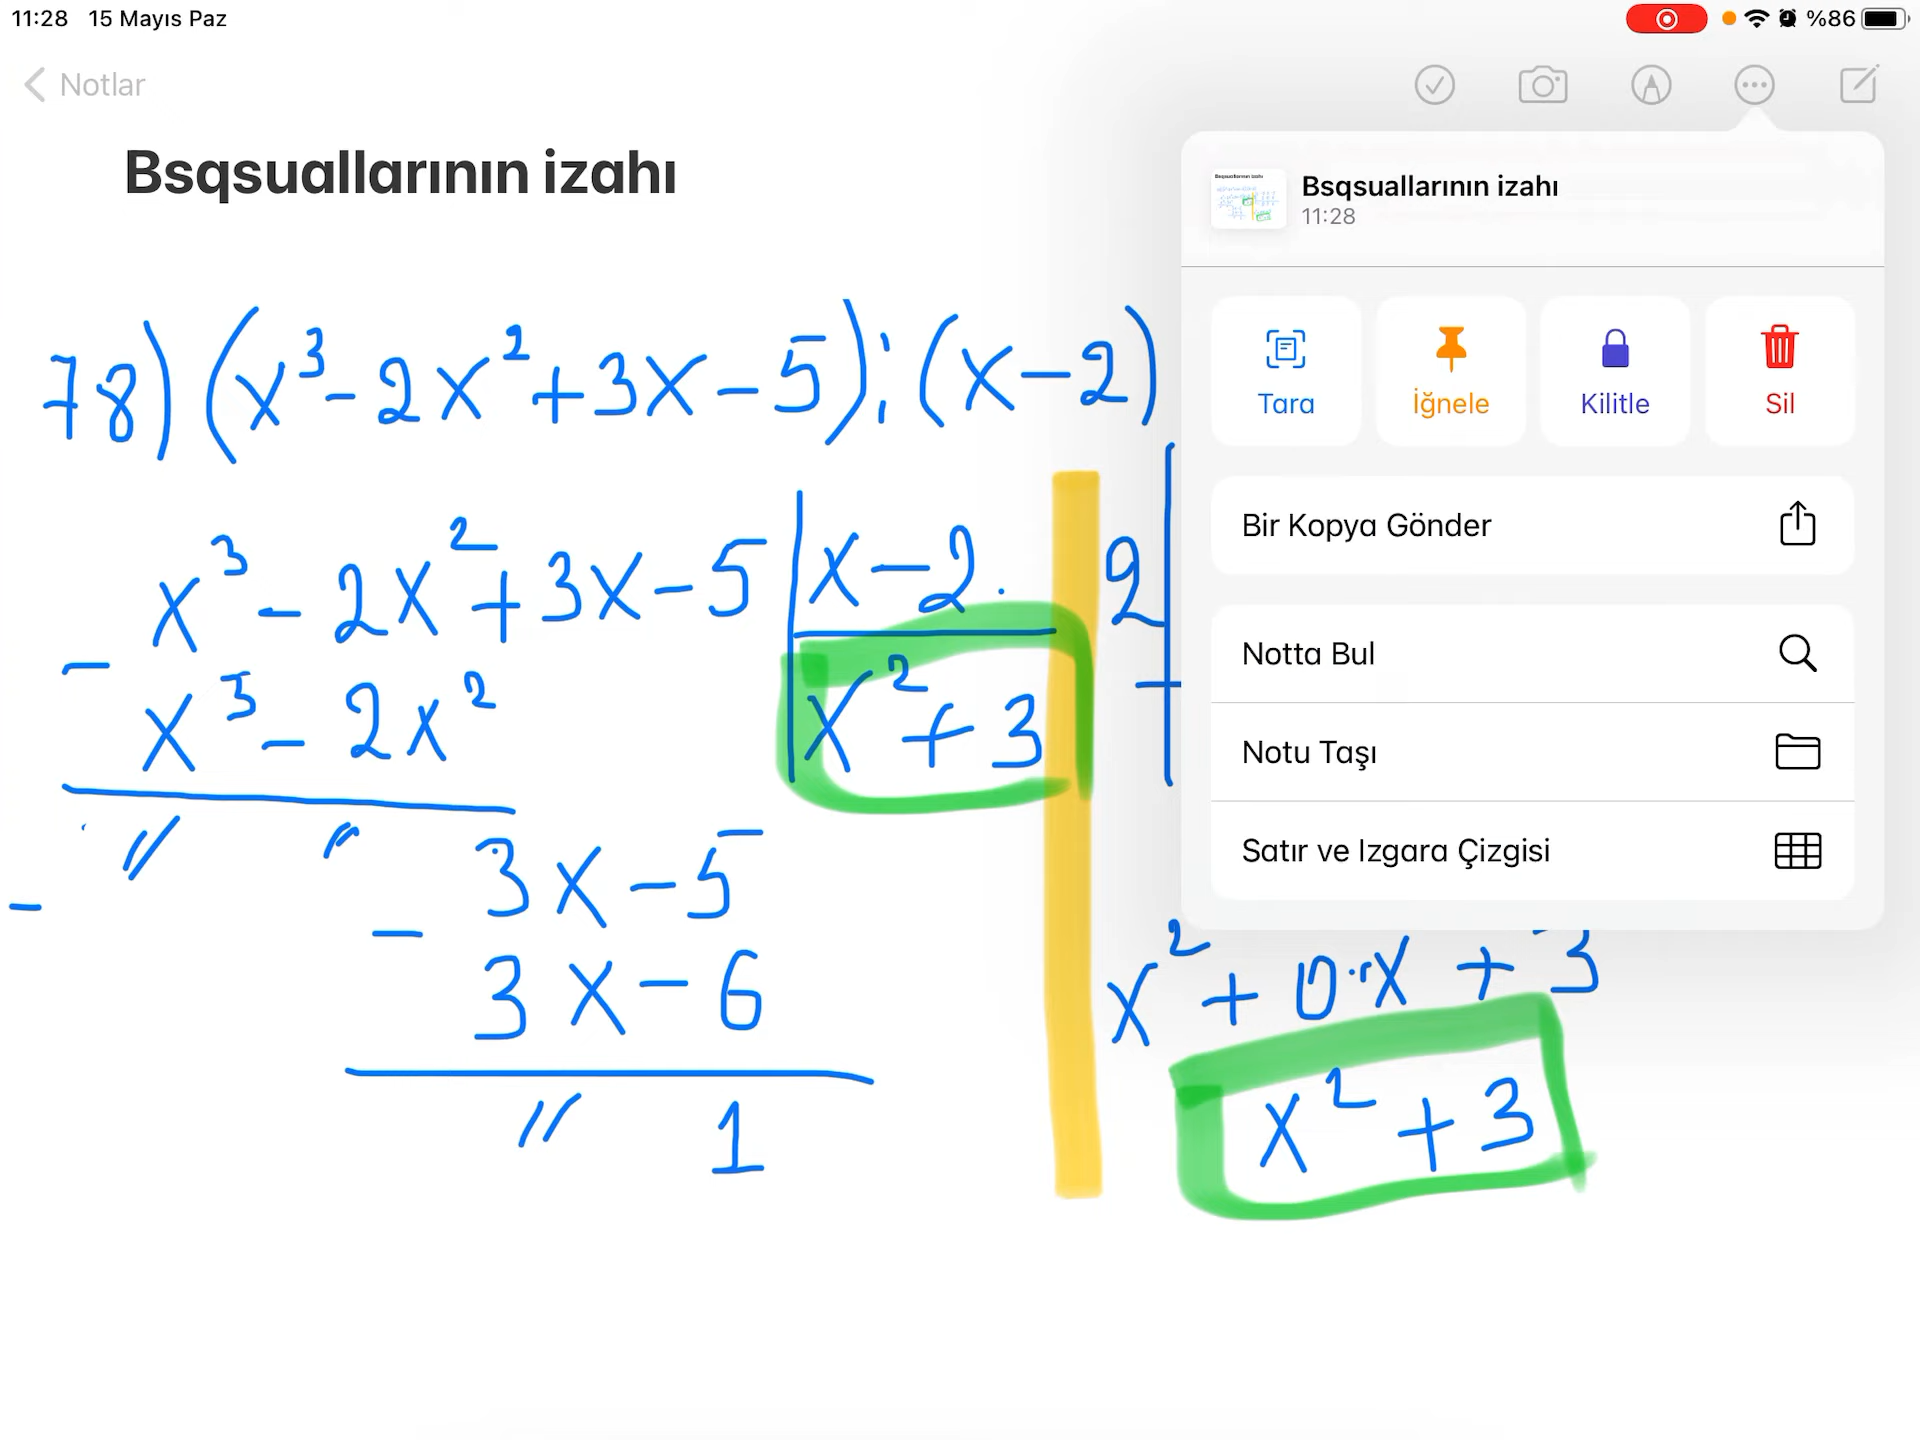 11:28 15 Mayıs Paz %86
Notlar
Bsqsuallarının izahı
78) (x³-2x²+3x-5):(x-2)
x³-2x²+3x-5 | x-2.
- x³-2x² | x²+3
〃 〃 3x-5
- - 3x-6
〃 1
2
+
x²+0·x+3
x²+3
Bsqsuallarının izahı
11:28
Tara İğnele Kilitle Sil
Bir Kopya Gönder
Notta Bul
Notu Taşı
Satır ve Izgara Çizgisi